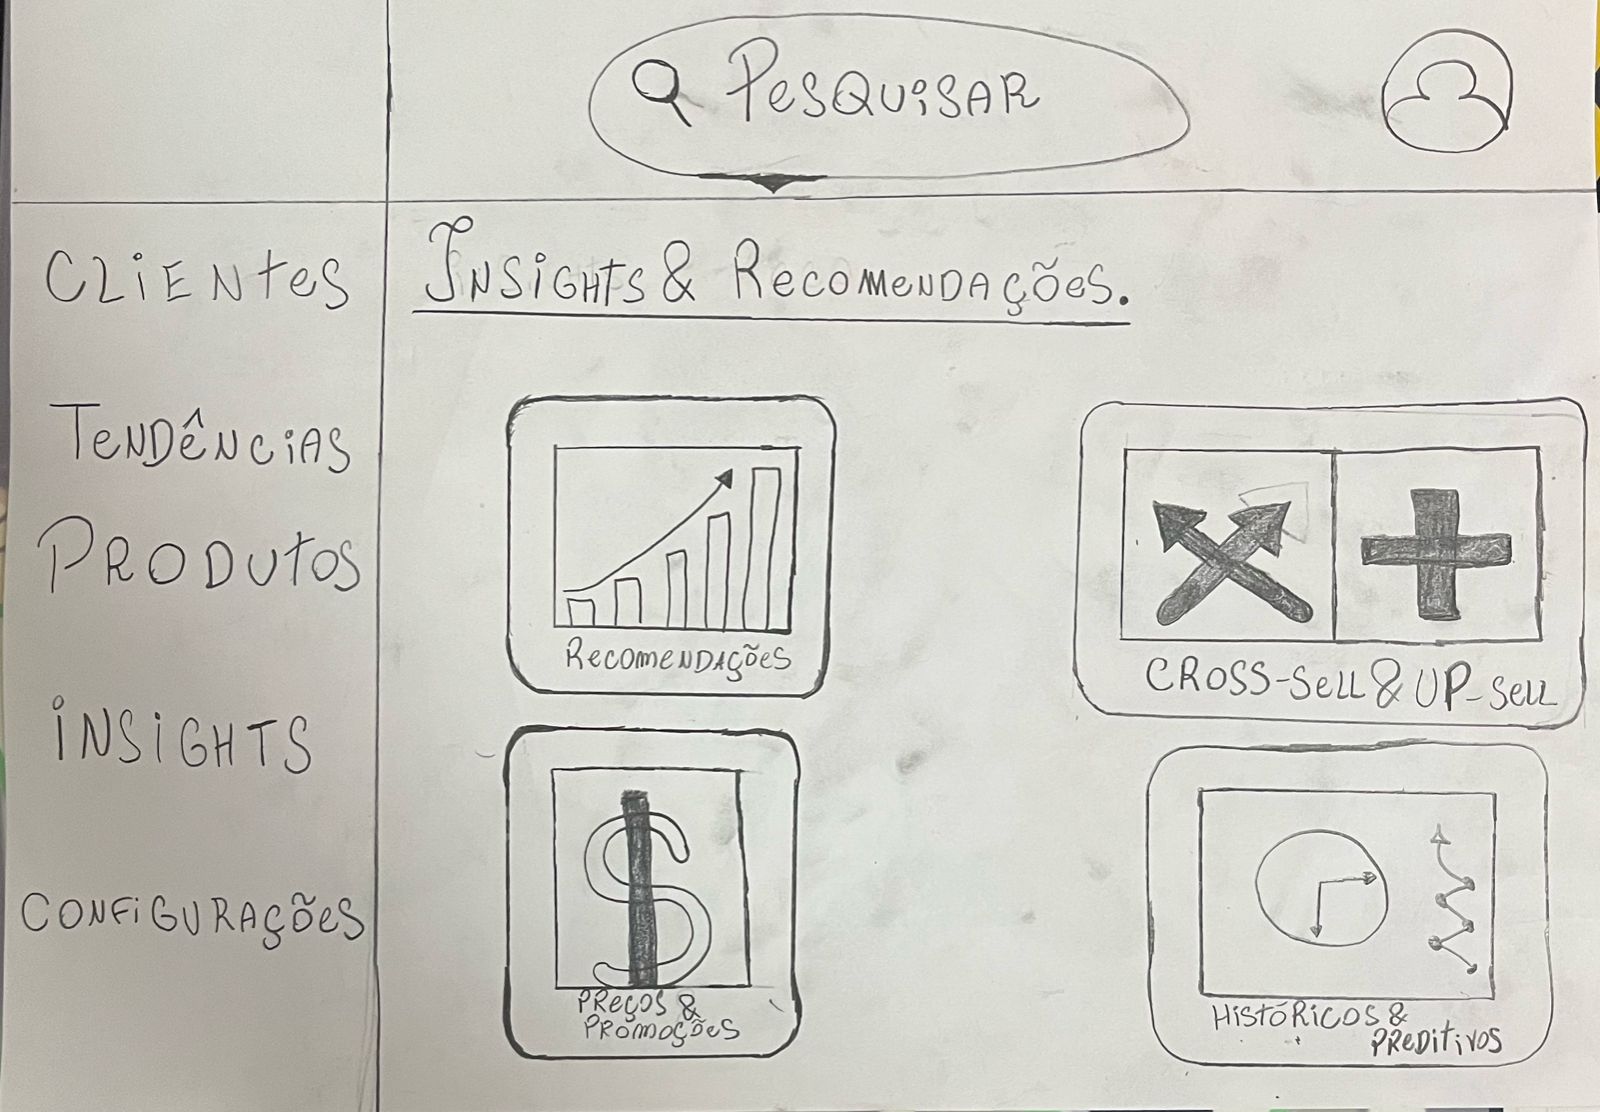 Pesquisar
Clientes
Tendências
Produtos
Insights
Configurações
Insights & Recomendações.
Recomendações
Cross-sell & Up-sell
Preços &
Promoções
Históricos &
Preditivos